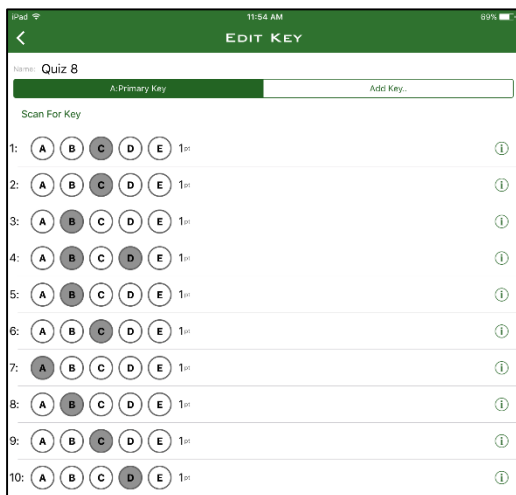 iPad 11:54 AM 89%
EDIT KEY
Name: Quiz 8
A:Primary Key Add Key..
Scan For Key
1: A B C D E 1pt
2: A B C D E 1pt
3: A B C D E 1pt
4: A B C D E 1pt
5: A B C D E 1pt
6: A B C D E 1pt
7: A B C D E 1pt
8: A B C D E 1pt
9: A B C D E 1pt
10: A B C D E 1pt